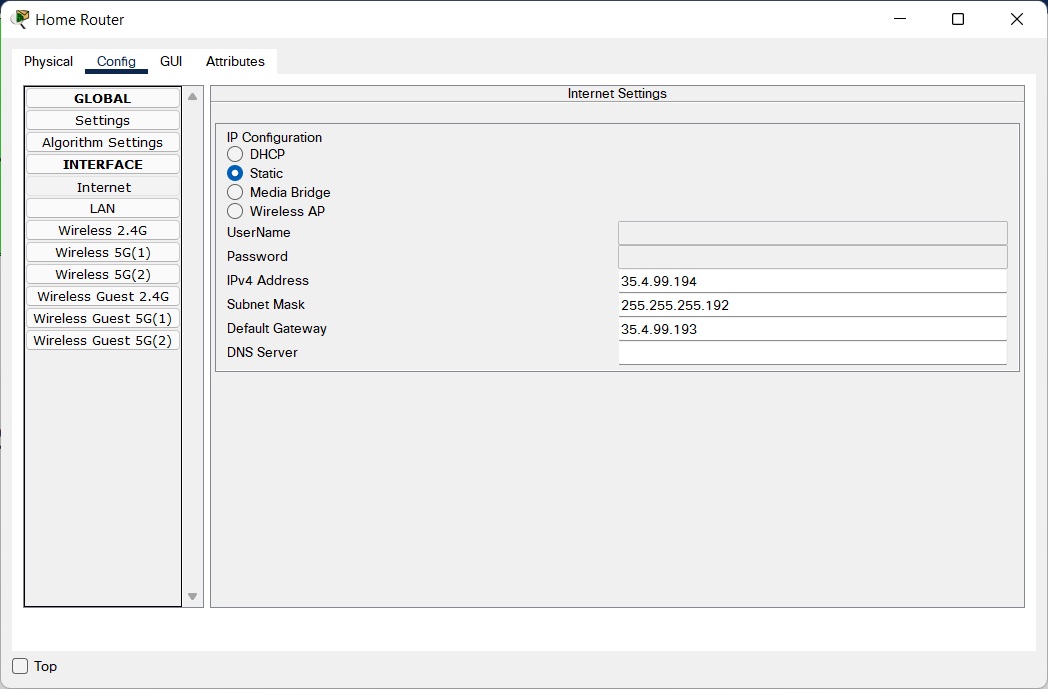 Home Router
Physical Config GUI Attributes
GLOBAL
Settings
Algorithm Settings
INTERFACE
Internet
LAN
Wireless 2.4G
Wireless 5G(1)
Wireless 5G(2)
Wireless Guest 2.4G
Wireless Guest 5G(1)
Wireless Guest 5G(2)
Internet Settings
IP Configuration
DHCP
Static
Media Bridge
Wireless AP
UserName
Password
IPv4 Address 35.4.99.194
Subnet Mask 255.255.255.192
Default Gateway 35.4.99.193
DNS Server
Top